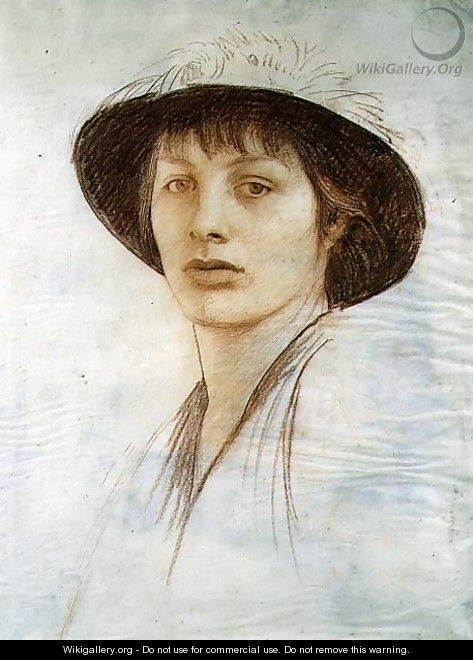 WikiGallery.Org
Wikigallery.org - Do not use for commercial use. Do not remove this warning.